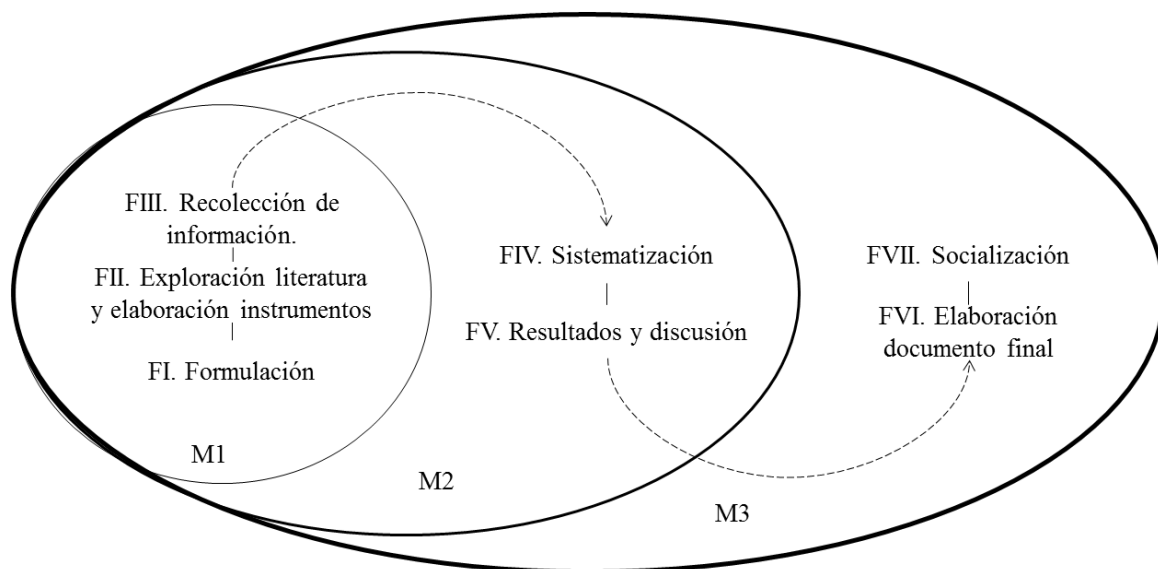 FIII. Recolección de
información.
FII. Exploración literatura
y elaboración instrumentos
FI. Formulación
M1
FIV. Sistematización
FV. Resultados y discusión
M2
FVII. Socialización
FVI. Elaboración
documento final
M3